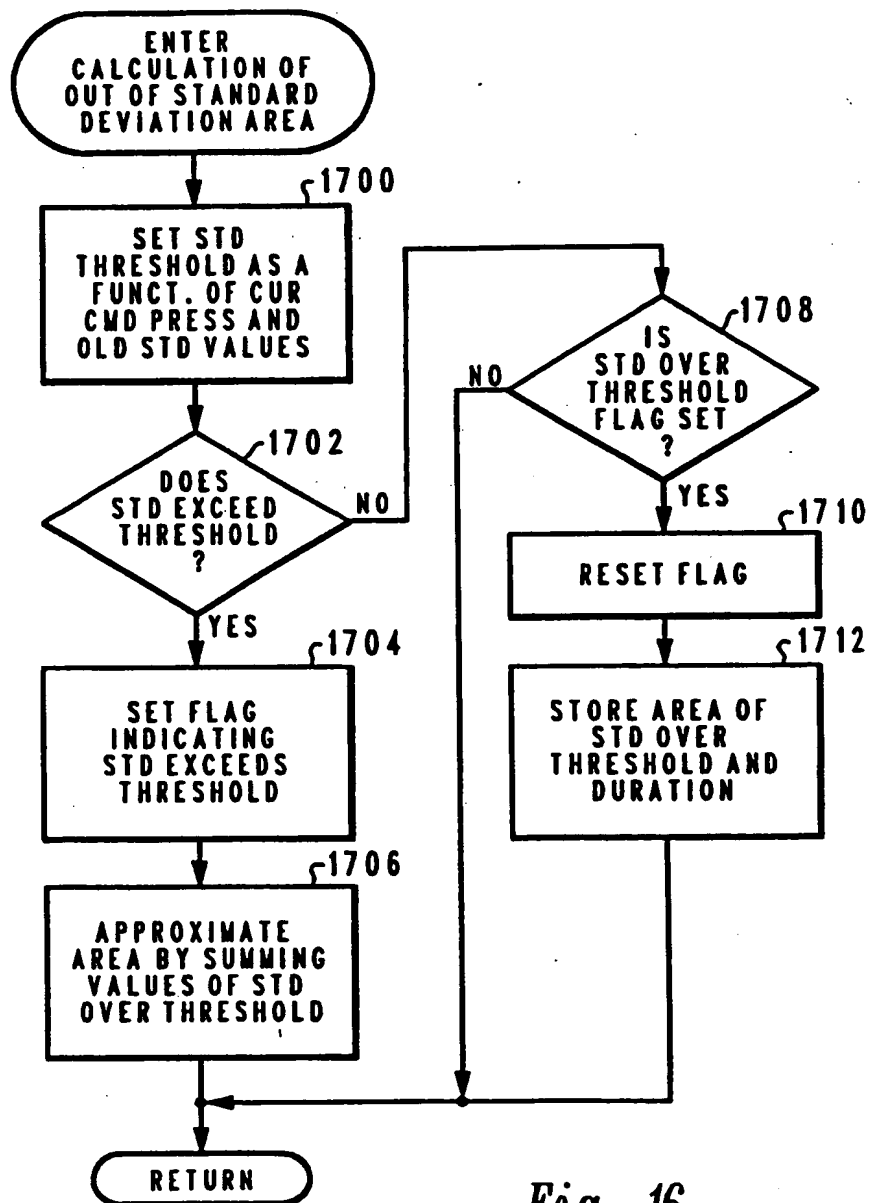 ENTER
CALCULATION OF
OUT OF STANDARD
DEVIATION AREA
1700
SET STD
THRESHOLD AS A
FUNCT. OF CUR
CMD PRESS AND
OLD STD VALUES
1702
DOES
STD EXCEED
THRESHOLD
?
NO
YES
1704
SET FLAG
INDICATING
STD EXCEEDS
THRESHOLD
1706
APPROXIMATE
AREA BY SUMMING
VALUES OF STD
OVER THRESHOLD
1708
IS
STD OVER
THRESHOLD
FLAG SET
?
NO
YES
1710
RESET FLAG
1712
STORE AREA OF
STD OVER
THRESHOLD AND
DURATION
RETURN
Fig. 16